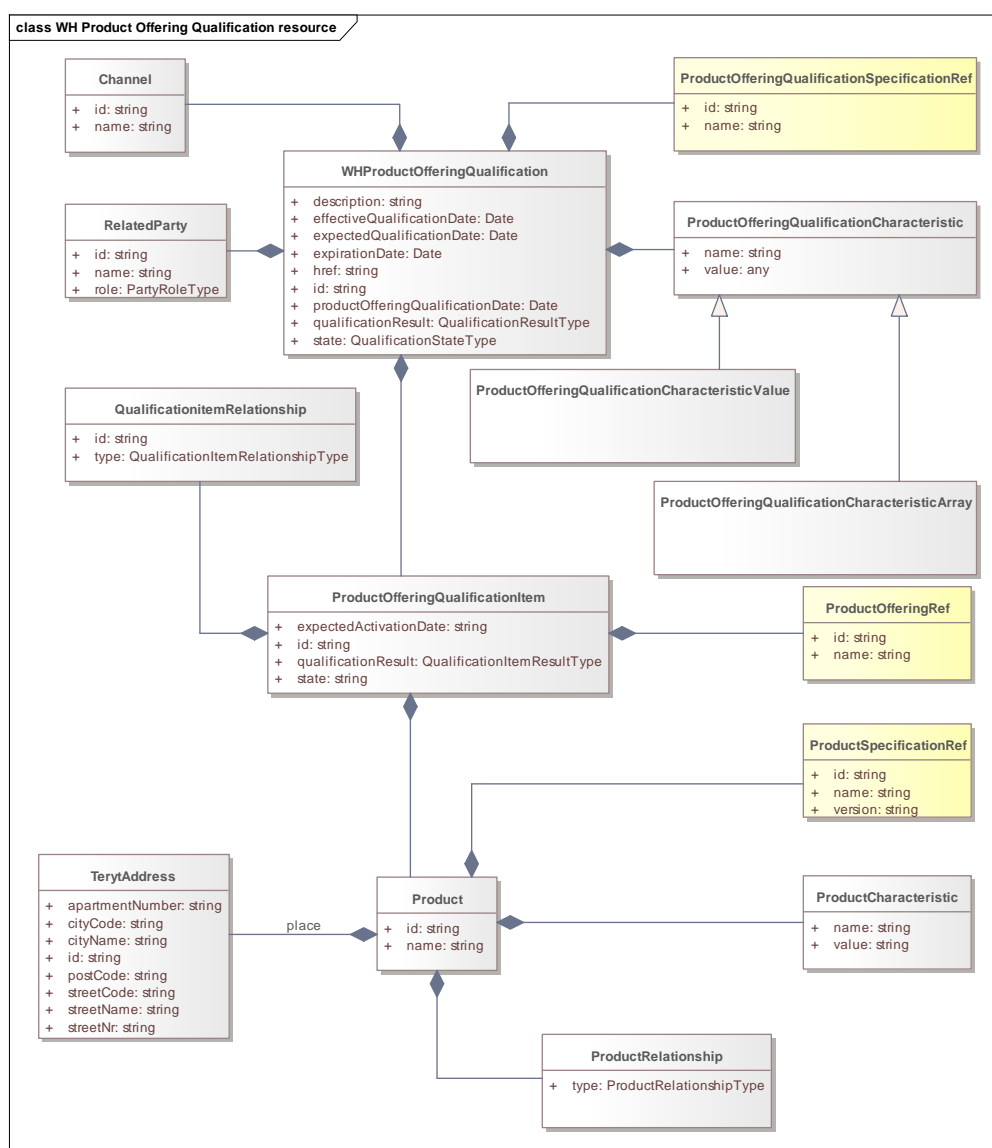 class WH Product Offering Qualification resource
Channel
+ id: string
+ name: string
ProductOfferingQualificationSpecificationRef
+ id: string
+ name: string
WHProductOfferingQualification
+ description: string
+ effectiveQualificationDate: Date
+ expectedQualificationDate: Date
+ expirationDate: Date
+ href: string
+ id: string
+ productOfferingQualificationDate: Date
+ qualificationResult: QualificationResultType
+ state: QualificationStateType
RelatedParty
+ id: string
+ name: string
+ role: PartyRoleType
ProductOfferingQualificationCharacteristic
+ name: string
+ value: any
ProductOfferingQualificationCharacteristicValue
QualificationitemRelationship
+ id: string
+ type: QualificationItemRelationshipType
ProductOfferingQualificationCharacteristicArray
ProductOfferingQualificationItem
+ expectedActivationDate: string
+ id: string
+ qualificationResult: QualificationItemResultType
+ state: string
ProductOfferingRef
+ id: string
+ name: string
ProductSpecificationRef
+ id: string
+ name: string
+ version: string
TerytAddress
+ apartmentNumber: string
+ cityCode: string
+ cityName: string
+ id: string
+ postCode: string
+ streetCode: string
+ streetName: string
+ streetNr: string
place
Product
+ id: string
+ name: string
ProductCharacteristic
+ name: string
+ value: string
ProductRelationship
+ type: ProductRelationshipType